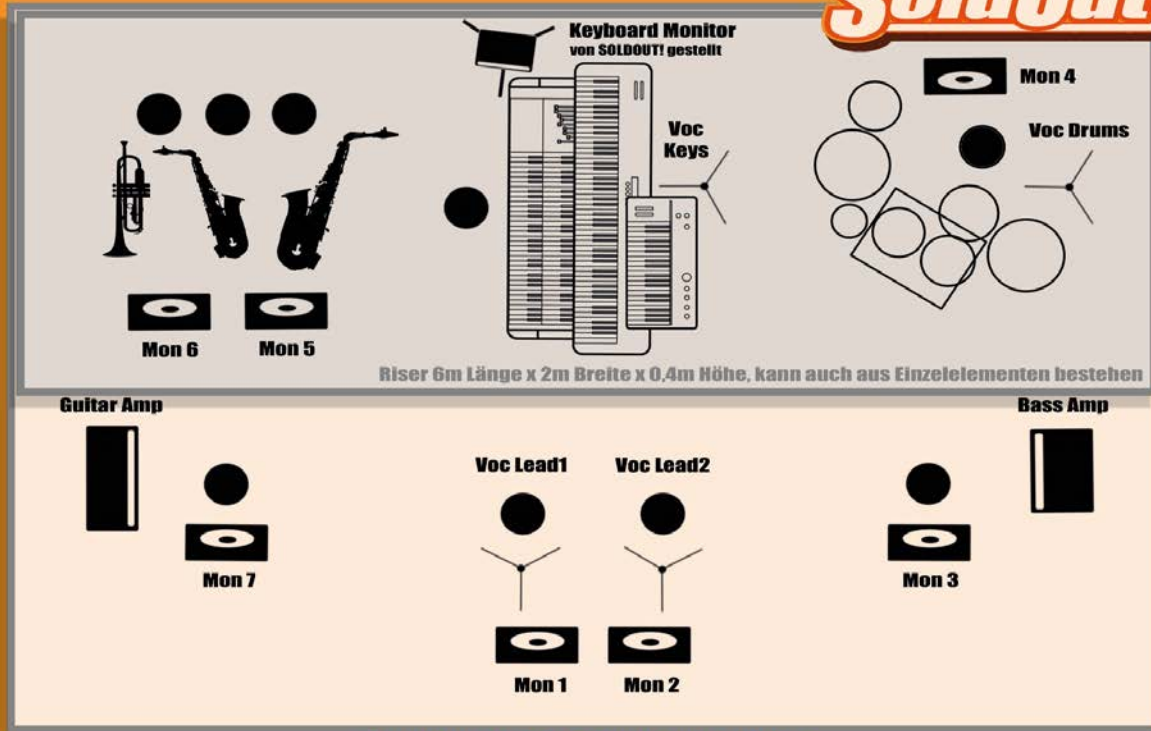 SoldOut
Keyboard Monitor
von SOLDOUT! gestellt
Mon 4
Voc
Keys
Voc Drums
Mon 6
Mon 5
Riser 6m Länge x 2m Breite x 0,4m Höhe, kann auch aus Einzelelementen bestehen
Guitar Amp
Bass Amp
Voc Lead1
Voc Lead2
Mon 7
Mon 3
Mon 1
Mon 2